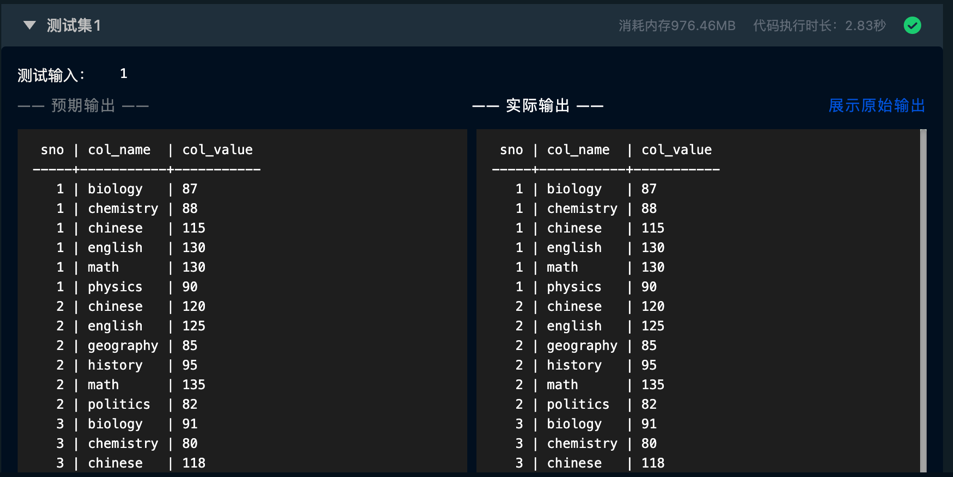 测试集1 消耗内存976.46MB 代码执行时长：2.83秒
测试输入： 1
—— 预期输出 ——
sno | col_name | col_value
-----+-----------+-----------
1 | biology | 87
1 | chemistry | 88
1 | chinese | 115
1 | english | 130
1 | math | 130
1 | physics | 90
2 | chinese | 120
2 | english | 125
2 | geography | 85
2 | history | 95
2 | math | 135
2 | politics | 82
3 | biology | 91
3 | chemistry | 80
3 | chinese | 118
—— 实际输出 —— 展示原始输出
sno | col_name | col_value
-----+-----------+-----------
1 | biology | 87
1 | chemistry | 88
1 | chinese | 115
1 | english | 130
1 | math | 130
1 | physics | 90
2 | chinese | 120
2 | english | 125
2 | geography | 85
2 | history | 95
2 | math | 135
2 | politics | 82
3 | biology | 91
3 | chemistry | 80
3 | chinese | 118